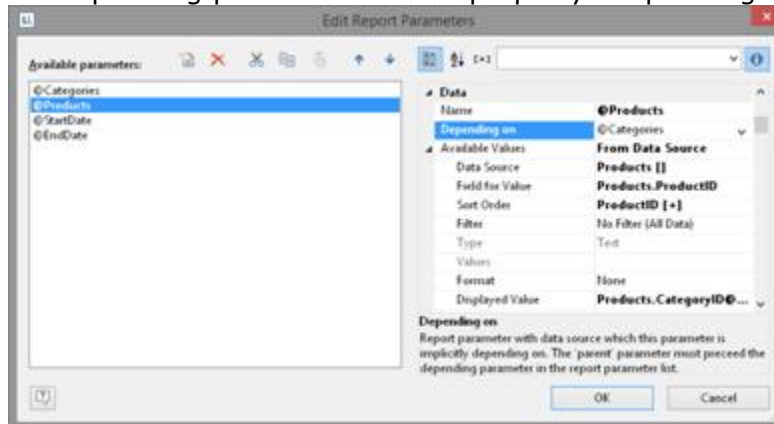 Edit Report Parameters
Available parameters:
@Categories
@Products
@StartDate
@EndDate
Data
Name @Products
Depending on @Categories
Available Values From Data Source
Data Source Products []
Field for Value Products.ProductID
Sort Order ProductID [+]
Filter No Filter (All Data)
Type Text
Values
Format None
Displayed Value Products.CategoryID@...
Depending on
Report parameter with data source which this parameter is
implicitly depending on. The 'parent' parameter must preceed the
depending parameter in the report parameter list.
OK Cancel